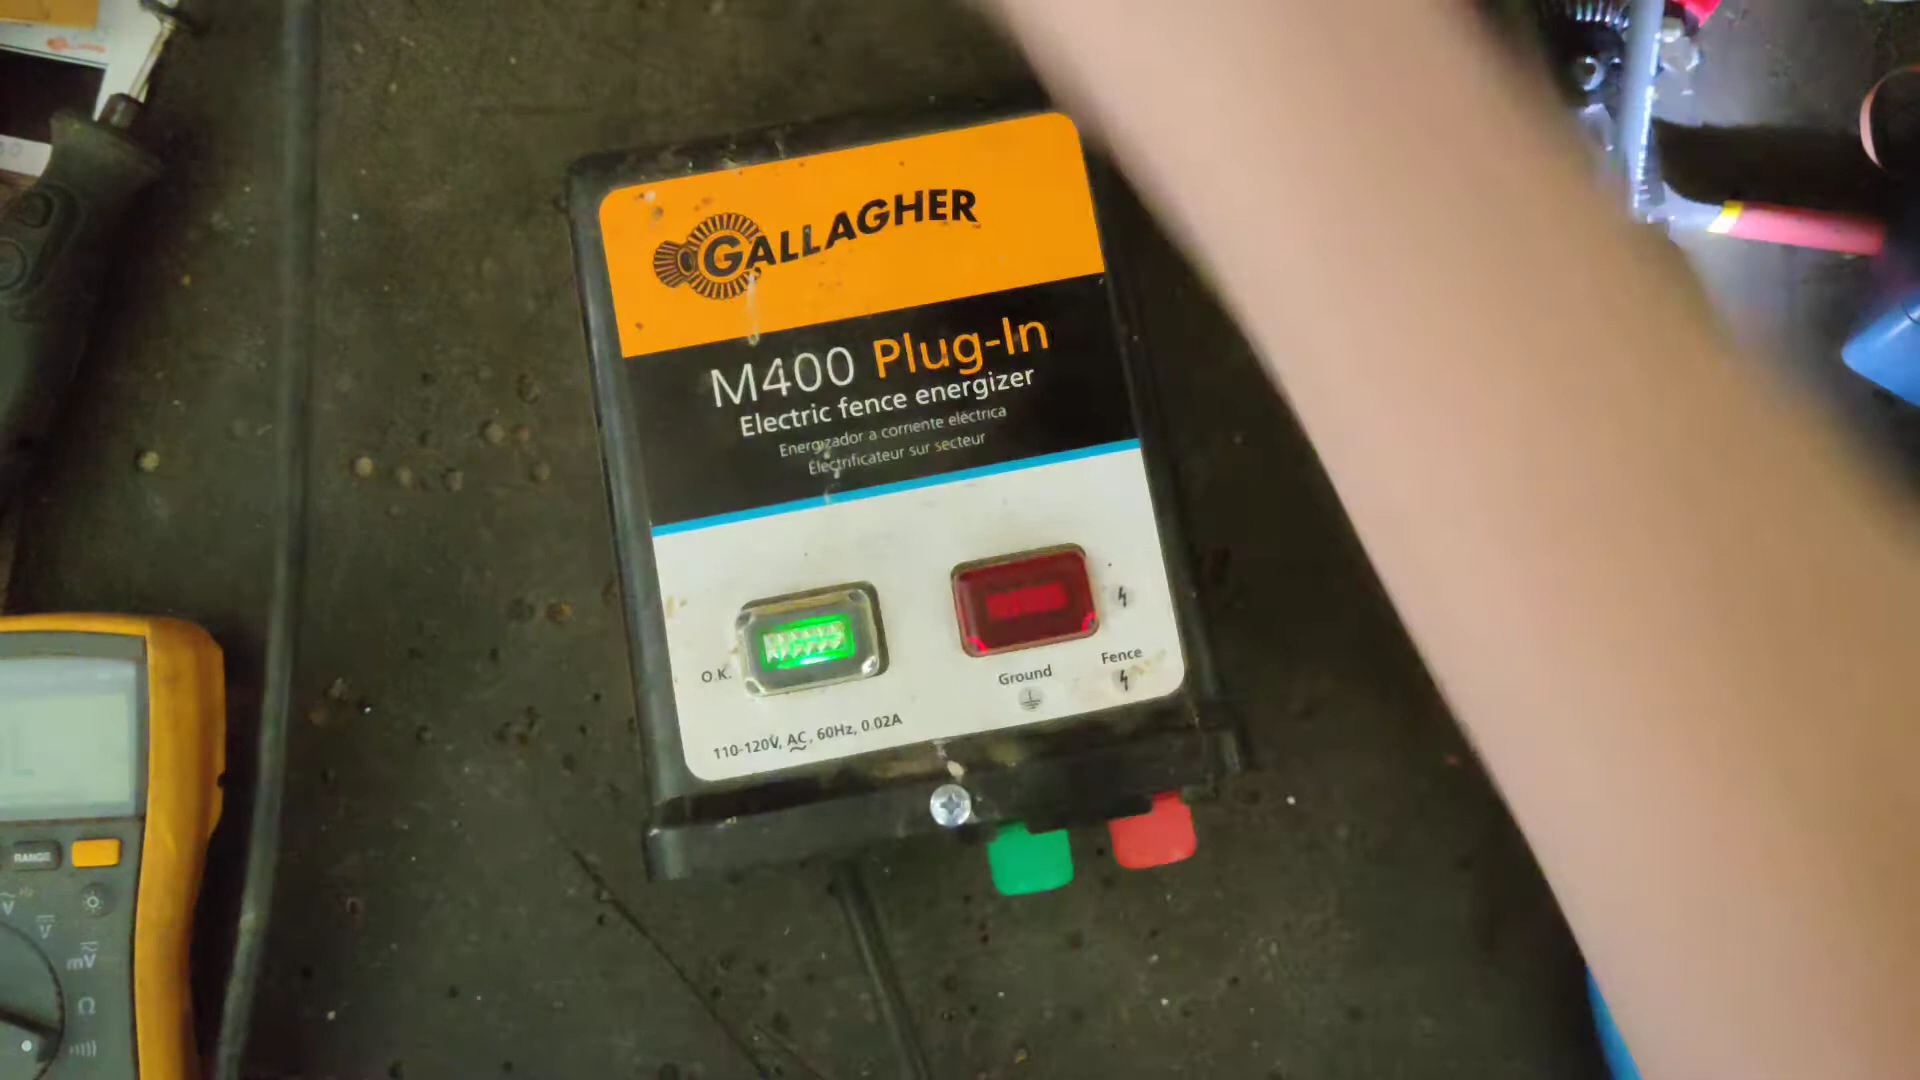 GALLAGHER
M400 Plug-In
Electric fence energizer
Energizador a corriente eléctrica
Électrificateur sur secteur
O.K.
Ground
Fence
110-120V, AC, 60Hz, 0.02A
RANGE
V
V
mV
Ω